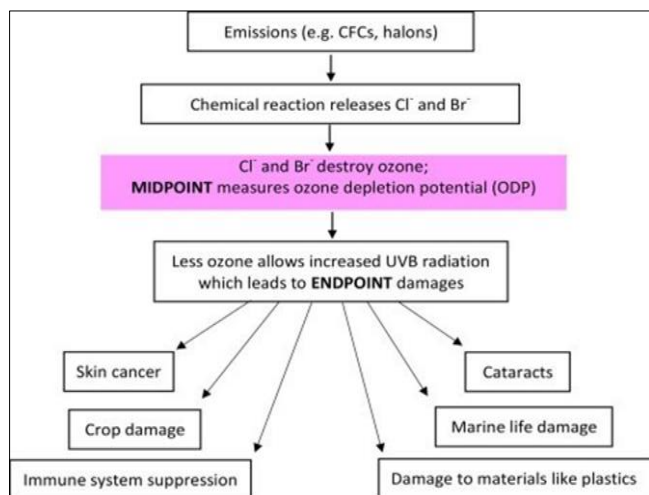 Emissions (e.g. CFCs, halons)
Chemical reaction releases Cl⁻ and Br⁻
Cl⁻ and Br⁻ destroy ozone;
MIDPOINT measures ozone depletion potential (ODP)
Less ozone allows increased UVB radiation
which leads to ENDPOINT damages
Skin cancer
Cataracts
Crop damage
Marine life damage
Immune system suppression
Damage to materials like plastics